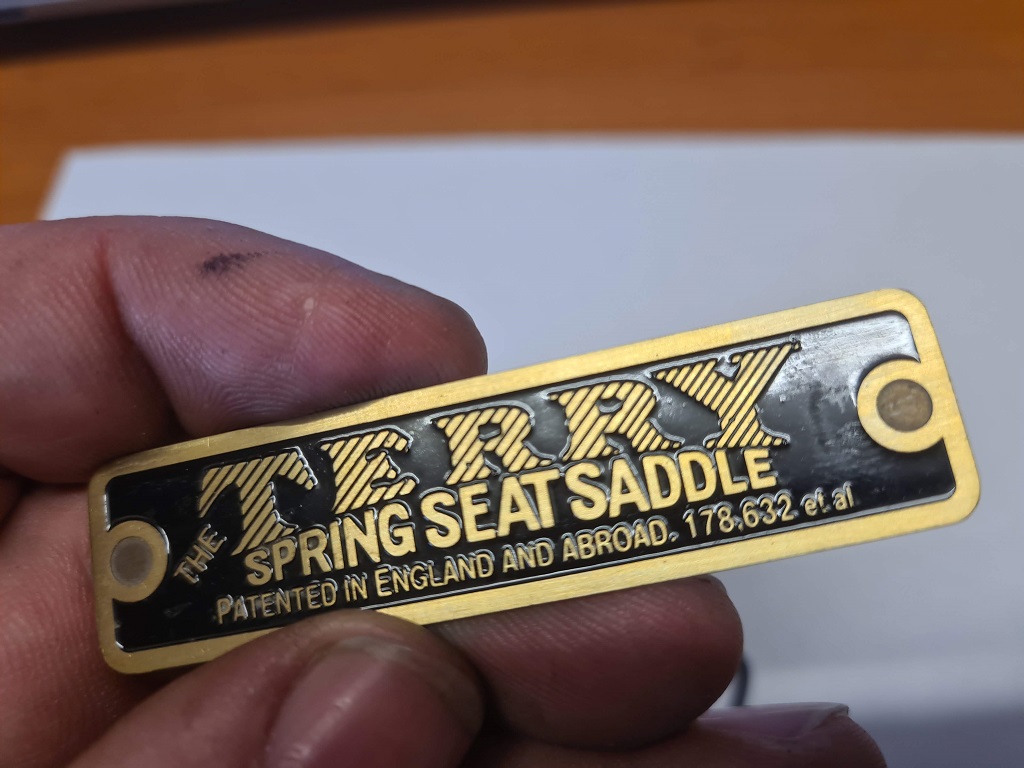 THE TERRY
SPRING SEAT SADDLE
PATENTED IN ENGLAND AND ABROAD. 178,632 et al